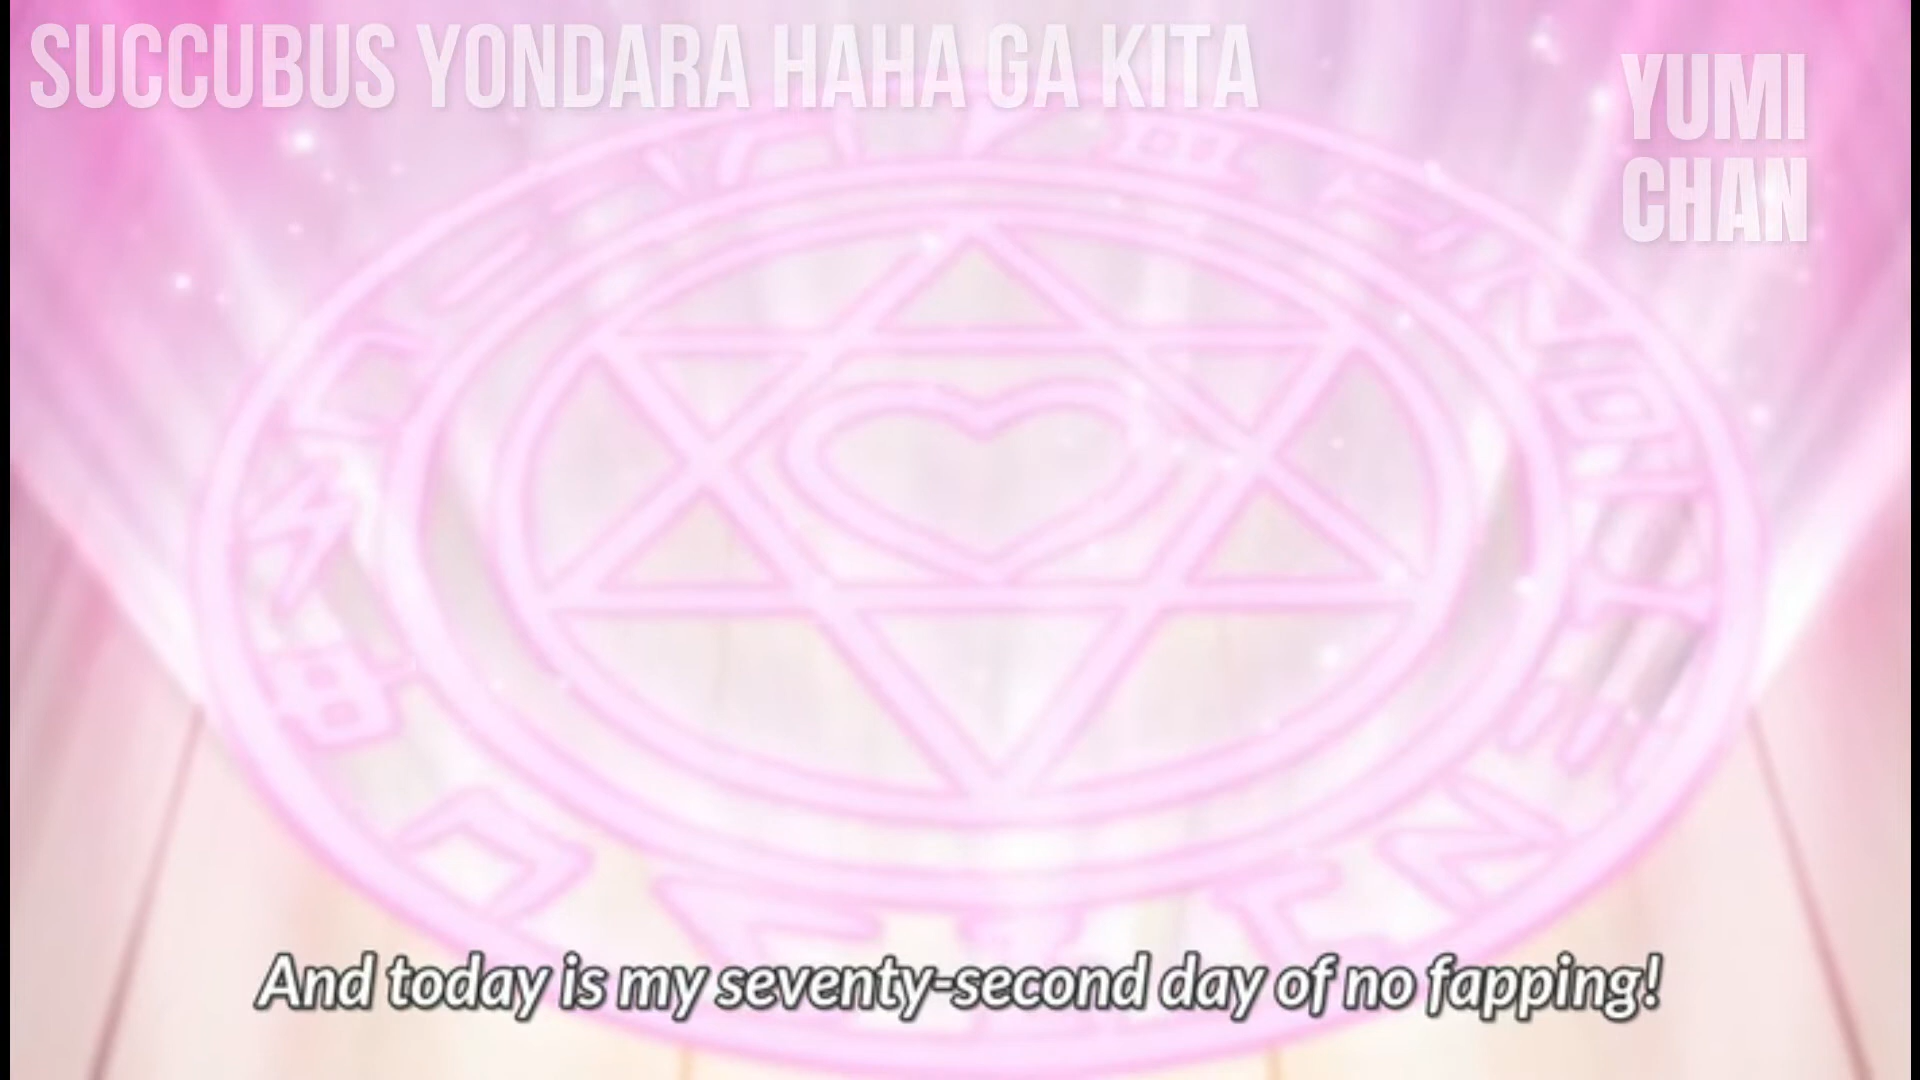 SUCCUBUS YONDARA HAHA GA KITA
YUMI
CHAN
And today is my seventy-second day of no fapping!